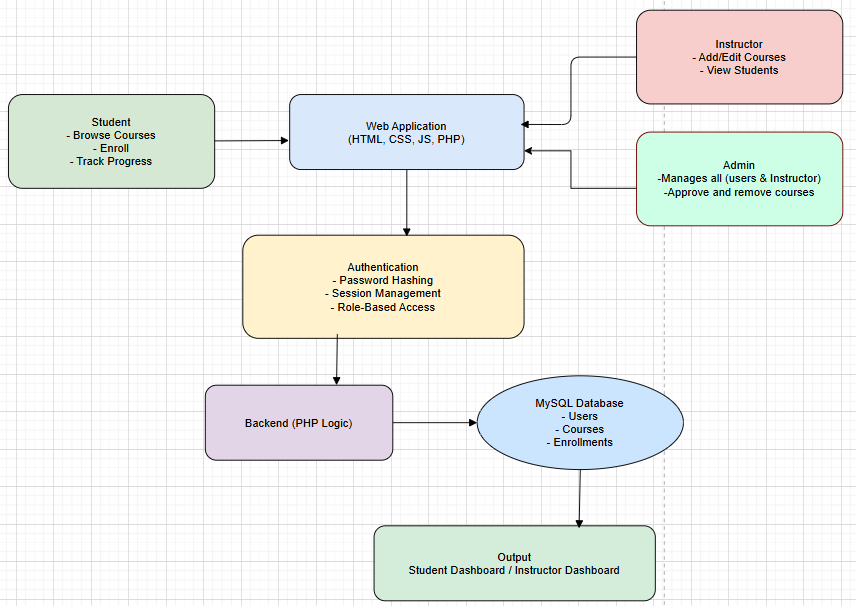 Instructor
- Add/Edit Courses
- View Students
Student
- Browse Courses
- Enroll
- Track Progress
Web Application
(HTML, CSS, JS, PHP)
Admin
-Manages all (users & Instructor)
-Approve and remove courses
Authentication
- Password Hashing
- Session Management
- Role-Based Access
Backend (PHP Logic)
MySQL Database
- Users
- Courses
- Enrollments
Output
Student Dashboard / Instructor Dashboard